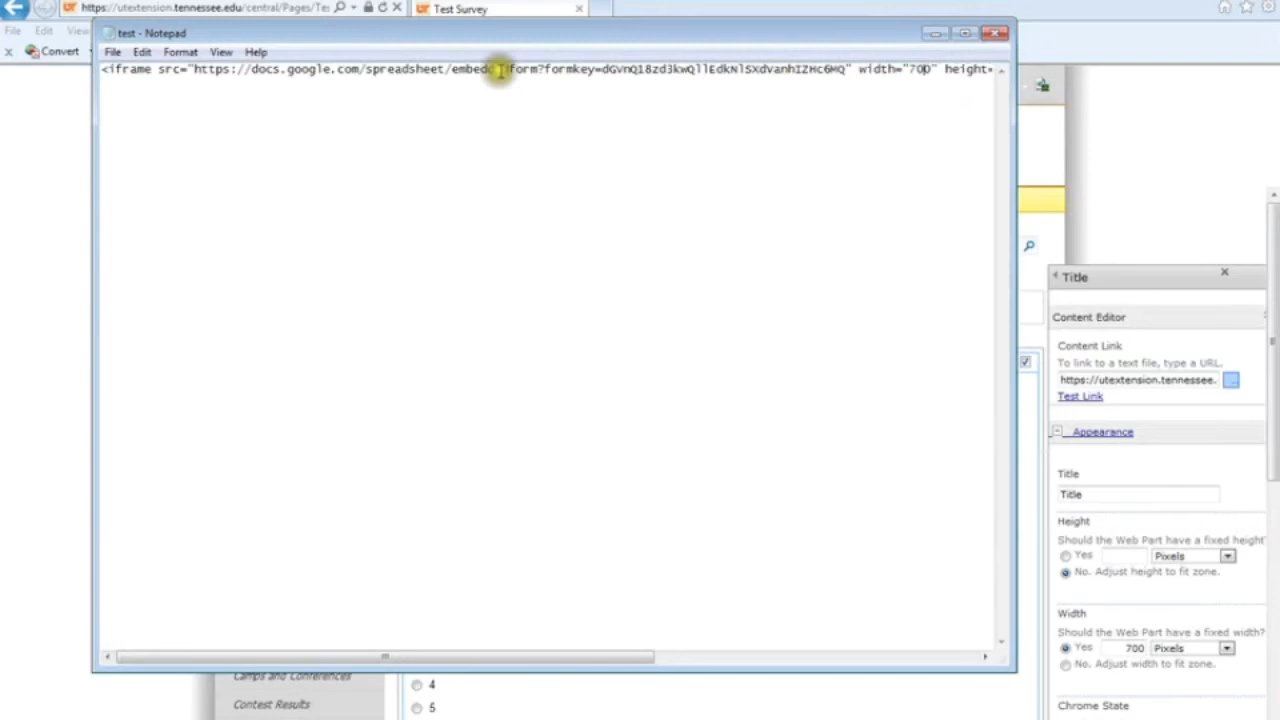 https://utextension.tennessee.edu/central/Pages/Te:
Test Survey
File Edit View
Convert
test - Notepad
File Edit Format View Help
<iframe src="https://docs.google.com/spreadsheet/embedd form?formkey= width="700" height=
Title
Content Editor
Content Link
To link to a text file, type a URL.
https://utextension.tennessee.
Test Link
Appearance
Title
Title
Height
Should the Web Part have a fixed height?
Yes Pixels
No. Adjust height to fit zone.
Width
Should the Web Part have a fixed width?
Yes 700 Pixels
No. Adjust width to fit zone.
Chrome State
Camps and Conferences
4
Contest Results
5